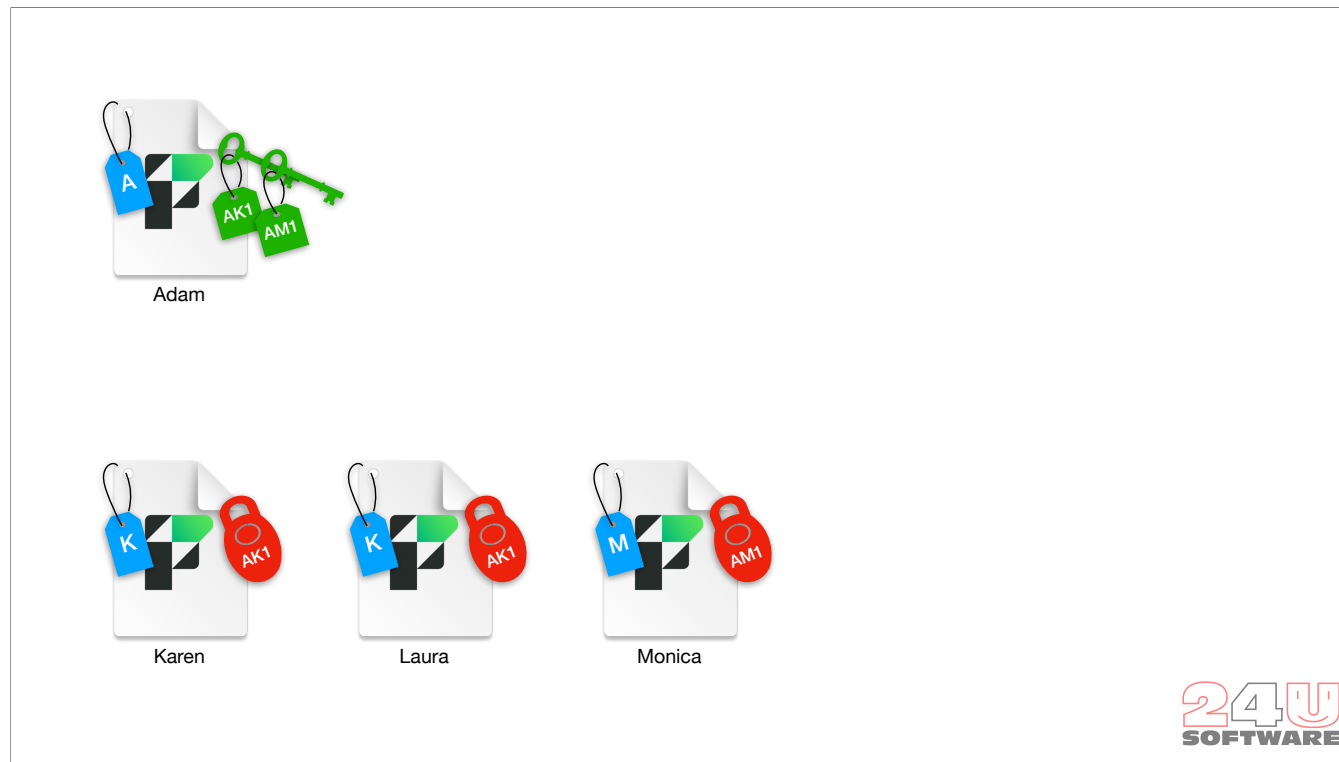 A
AK1
AM1
Adam
K
AK1
Karen
K
AK1
Laura
M
AM1
Monica
24U
SOFTWARE